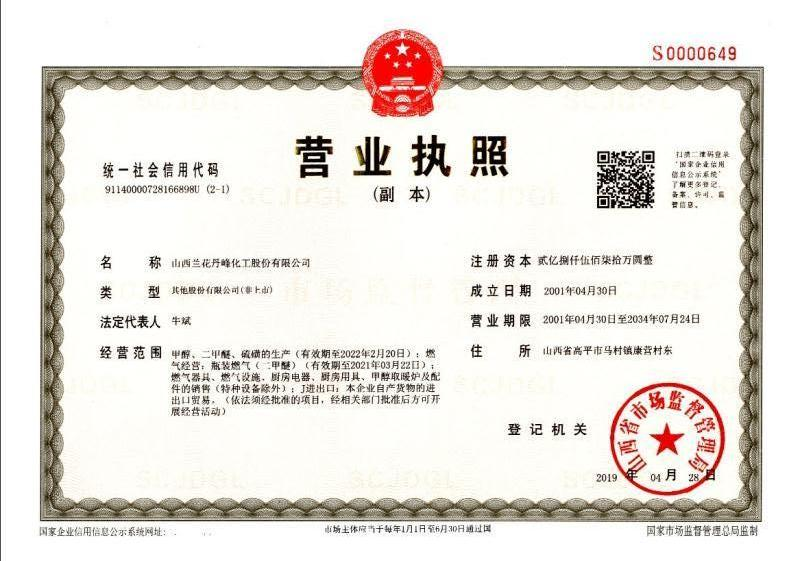 S0000649
营业执照
(副 本)
统一社会信用代码
91140000728166898U (2-1)
扫描二维码登录
"国家企业信用
信息公示系统"
了解更多登记、
备案、许可、监
管信息。
名 称 山西兰花丹峰化工股份有限公司
类 型 其他股份有限公司(非上市)
法定代表人 牛斌
经营范围 甲醇、二甲醚、硫磺的生产(有效期至2022年2月20日);燃
气经营:瓶装燃气(二甲醚)(有效期至2021年03月22日);
燃气器具、燃气设施、厨房电器、厨房用具、甲醇取暖炉及配
件的销售(特种设备除外);J进出口:本企业自产货物的进
出口贸易,(依法须经批准的项目,经相关部门批准后方可开
展经营活动)
注册资本 贰亿捌仟伍佰柒拾万圆整
成立日期 2001年04月30日
营业期限 2001年04月30日至2034年07月24日
住 所 山西省高平市马村镇康营村东
登记机关
山西省市场监督管理局
2019 年 04 月 28 日
国家企业信用信息公示系统网址:
市场主体应当于每年1月1日至6月30日通过国
国家市场监督管理总局监制
SCJDGL